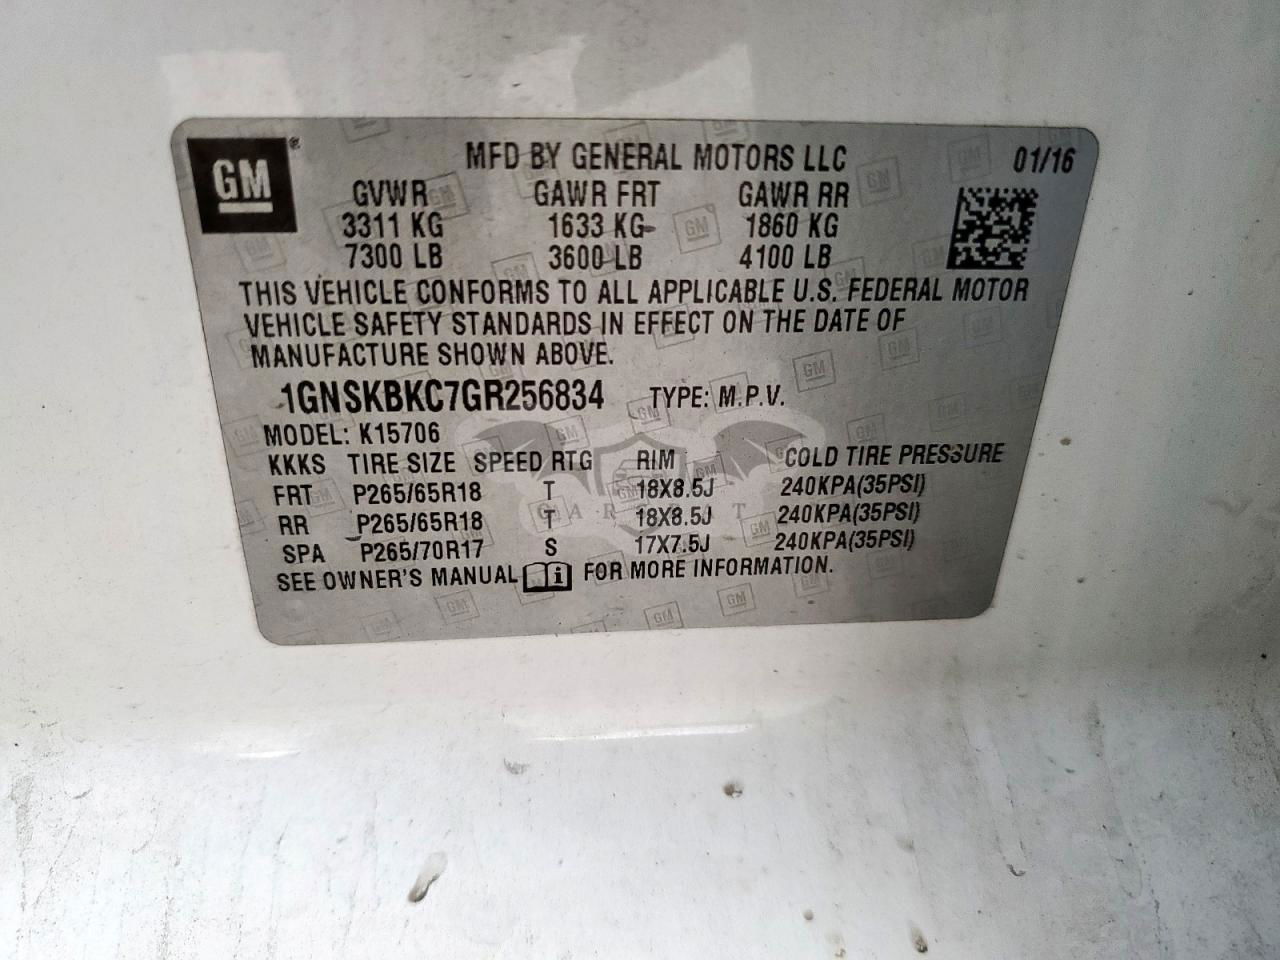 GM ®
MFD BY GENERAL MOTORS LLC 01/16
GVWR GAWR FRT GAWR RR
3311 KG 1633 KG 1860 KG
7300 LB 3600 LB 4100 LB
THIS VEHICLE CONFORMS TO ALL APPLICABLE U.S. FEDERAL MOTOR
VEHICLE SAFETY STANDARDS IN EFFECT ON THE DATE OF
MANUFACTURE SHOWN ABOVE.
1GNSKBKC7GR256834 TYPE: M.P.V.
MODEL: K15706
KKKS TIRE SIZE SPEED RTG RIM COLD TIRE PRESSURE
FRT P265/65R18 T 18X8.5J 240KPA(35PSI)
RR P265/65R18 T 18X8.5J 240KPA(35PSI)
SPA P265/70R17 S 17X7.5J 240KPA(35PSI)
SEE OWNER'S MANUAL i FOR MORE INFORMATION.